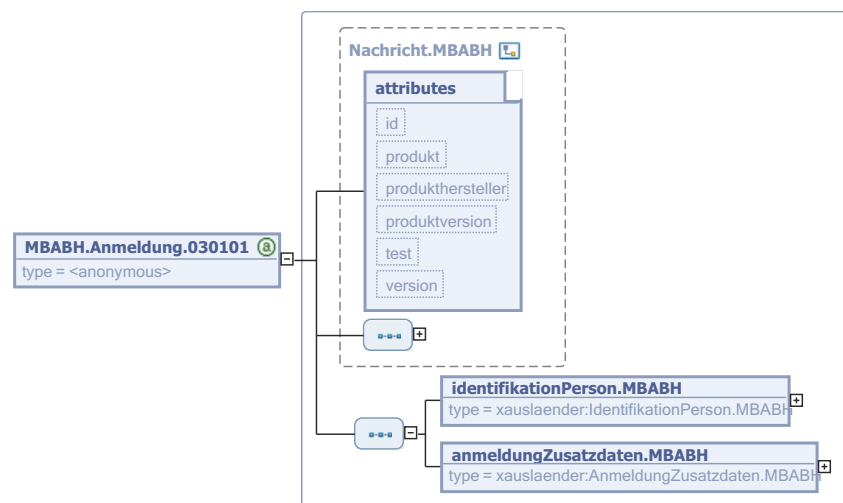 Nachricht.MBABH
attributes
id
produkt
produkthersteller
produktversion
test
version
MBABH.Anmeldung.030101 a
type = <anonymous>
identifikationPerson.MBABH
type = xauslaender:IdentifikationPerson.MBABH
anmeldungZusatzdaten.MBABH
type = xauslaender:AnmeldungZusatzdaten.MBABH